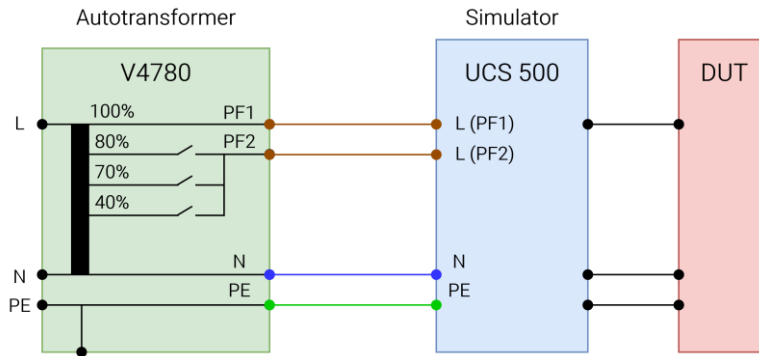 Autotransformer
Simulator
V4780
UCS 500
DUT
100%
PF1
L
L (PF1)
80%
PF2
L (PF2)
70%
40%
N
N
N
PE
PE
PE